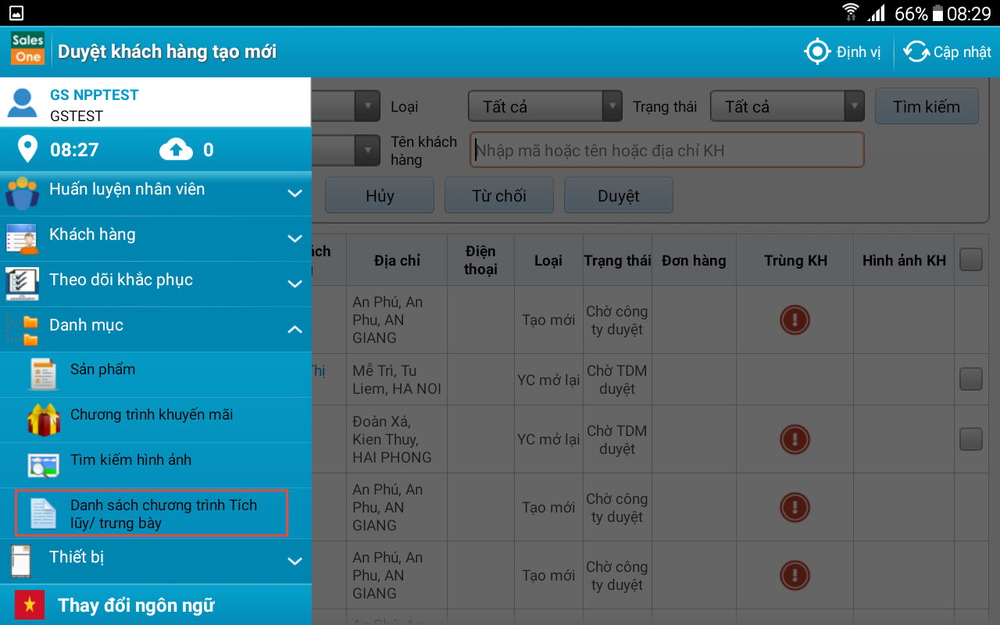 66% 08:29
Sales
One
Duyệt khách hàng tạo mới
Định vị
Cập nhật
GS NPPTEST
GSTEST
08:27
0
Huấn luyện nhân viên
Khách hàng
Theo dõi khắc phục
Danh mục
Sản phẩm
Chương trình khuyến mãi
Tìm kiếm hình ảnh
Danh sách chương trình Tích
lũy/ trưng bày
Thiết bị
Thay đổi ngôn ngữ
Loại
Tất cả
Trạng thái
Tất cả
Tìm kiếm
Tên khách
hàng
Nhập mã hoặc tên hoặc địa chỉ KH
Hủy
Từ chối
Duyệt
Địa chỉ
Điện
thoại
Loại
Trạng thái
Đơn hàng
Trùng KH
Hình ảnh KH
An Phú, An
Phu, AN
GIANG
Tạo mới
Chờ công
ty duyệt
Thị
Mễ Trì, Tu
Liem, HA NOI
YC mở lại
Chờ TDM
duyệt
Đoàn Xá,
Kien Thuy,
HAI PHONG
YC mở lại
Chờ TDM
duyệt
An Phú, An
Phu, AN
GIANG
Tạo mới
Chờ công
ty duyệt
An Phú, An
Phu, AN
GIANG
Tạo mới
Chờ công
ty duyệt
An Phú, An